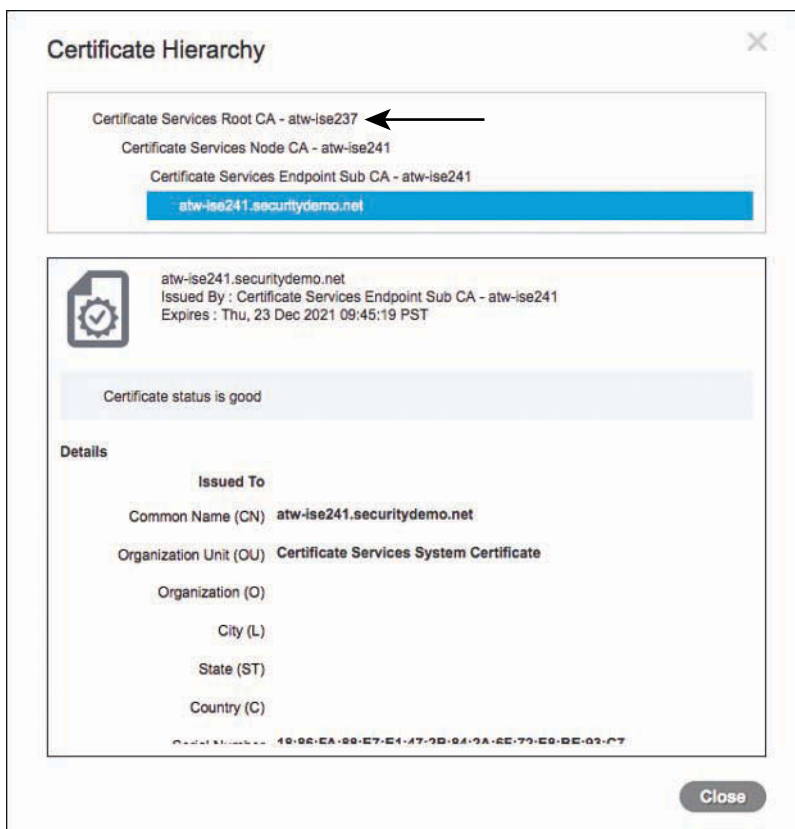 Certificate Hierarchy
Certificate Services Root CA - atw-ise237
Certificate Services Node CA - atw-ise241
Certificate Services Endpoint Sub CA - atw-ise241
atw-ise241.securitydemo.net
atw-ise241.securitydemo.net
Issued By : Certificate Services Endpoint Sub CA - atw-ise241
Expires : Thu, 23 Dec 2021 09:45:19 PST
Certificate status is good
Details
Issued To
Common Name (CN) atw-ise241.securitydemo.net
Organization Unit (OU) Certificate Services System Certificate
Organization (O)
City (L)
State (ST)
Country (C)
Serial Number
Close